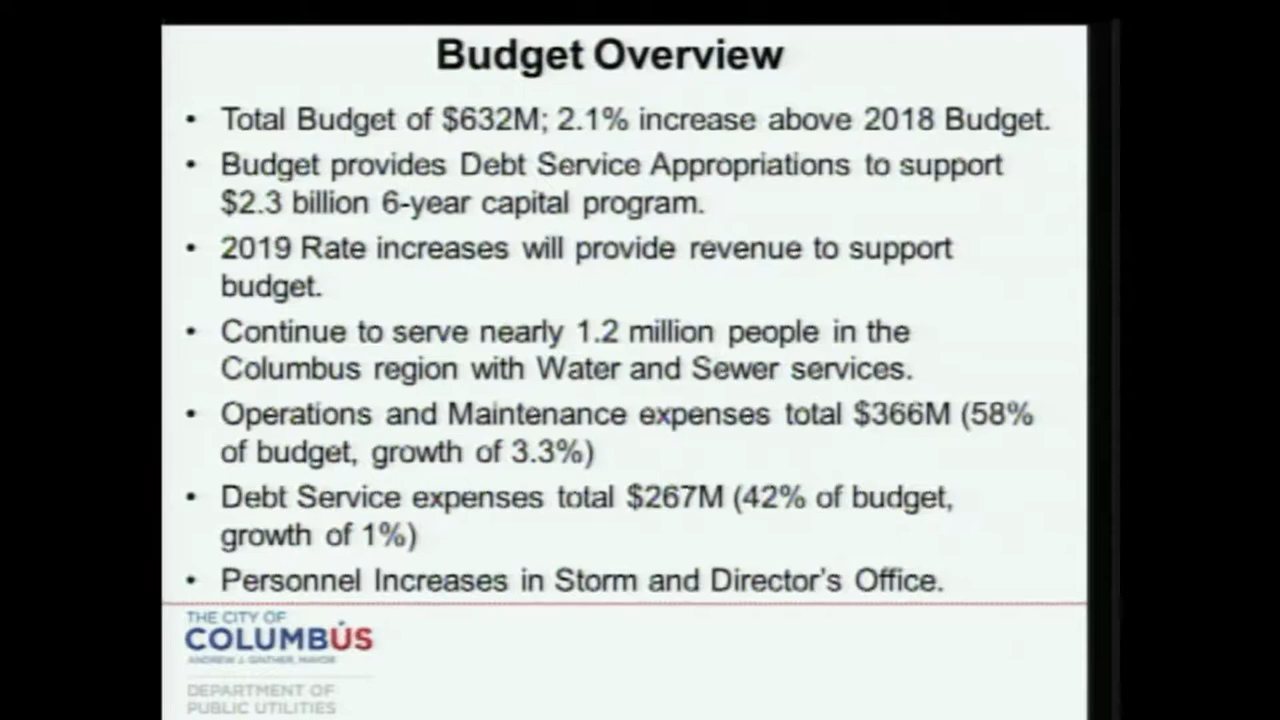 Budget Overview
• Total Budget of $632M; 2.1% increase above 2018 Budget.
• Budget provides Debt Service Appropriations to support
$2.3 billion 6-year capital program.
• 2019 Rate increases will provide revenue to support
budget.
• Continue to serve nearly 1.2 million people in the
Columbus region with Water and Sewer services.
• Operations and Maintenance expenses total $366M (58%
of budget, growth of 3.3%)
• Debt Service expenses total $267M (42% of budget,
growth of 1%)
• Personnel Increases in Storm and Director's Office.
THE CITY OF
COLUMBUS
ANDREW J. GINTHER, MAYOR
DEPARTMENT OF
PUBLIC UTILITIES